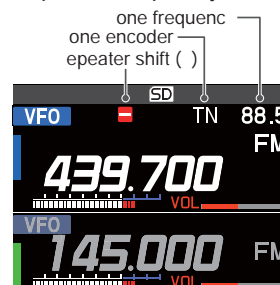 one frequenc
one encoder
epeater shift ( )
SD
VFO − TN 88.5
FM
439.700
VOL
VFO
145.000 FM
VOL